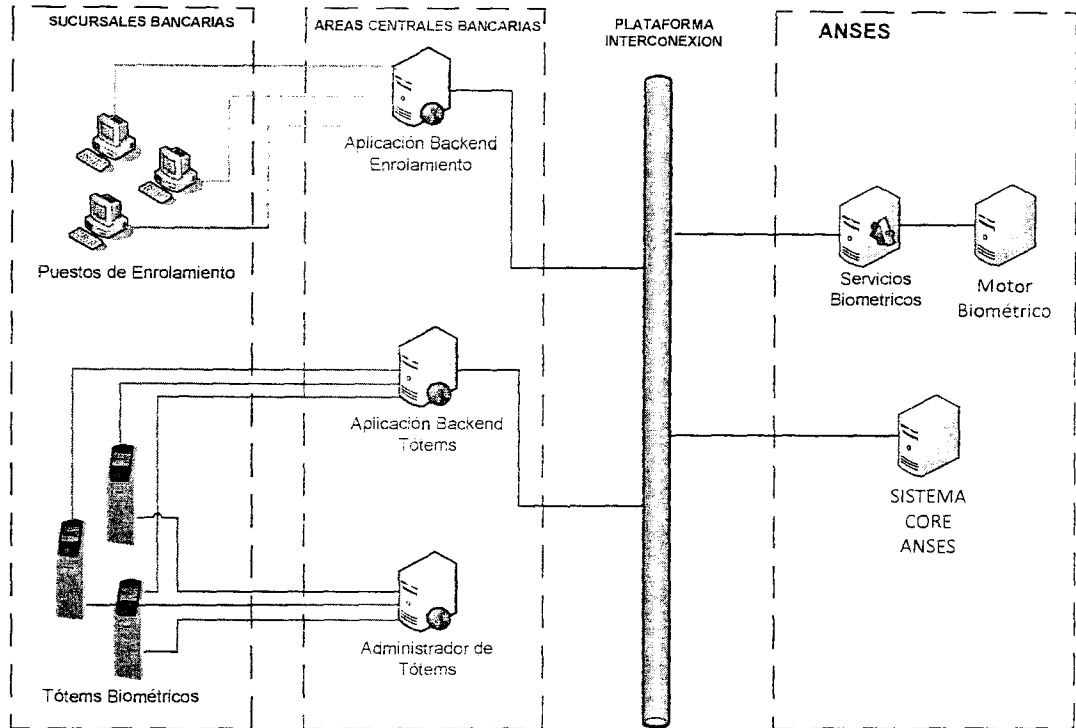 SUCURSALES BANCARIAS
AREAS CENTRALES BANCARIAS
PLATAFORMA
INTERCONEXION
ANSES
Aplicación Backend
Enrolamiento
Puestos de Enrolamiento
Servicios
Biometricos
Motor
Biométrico
Aplicación Backend
Tótems
SISTEMA
CORE
ANSES
Administrador de
Tótems
Tótems Biométricos